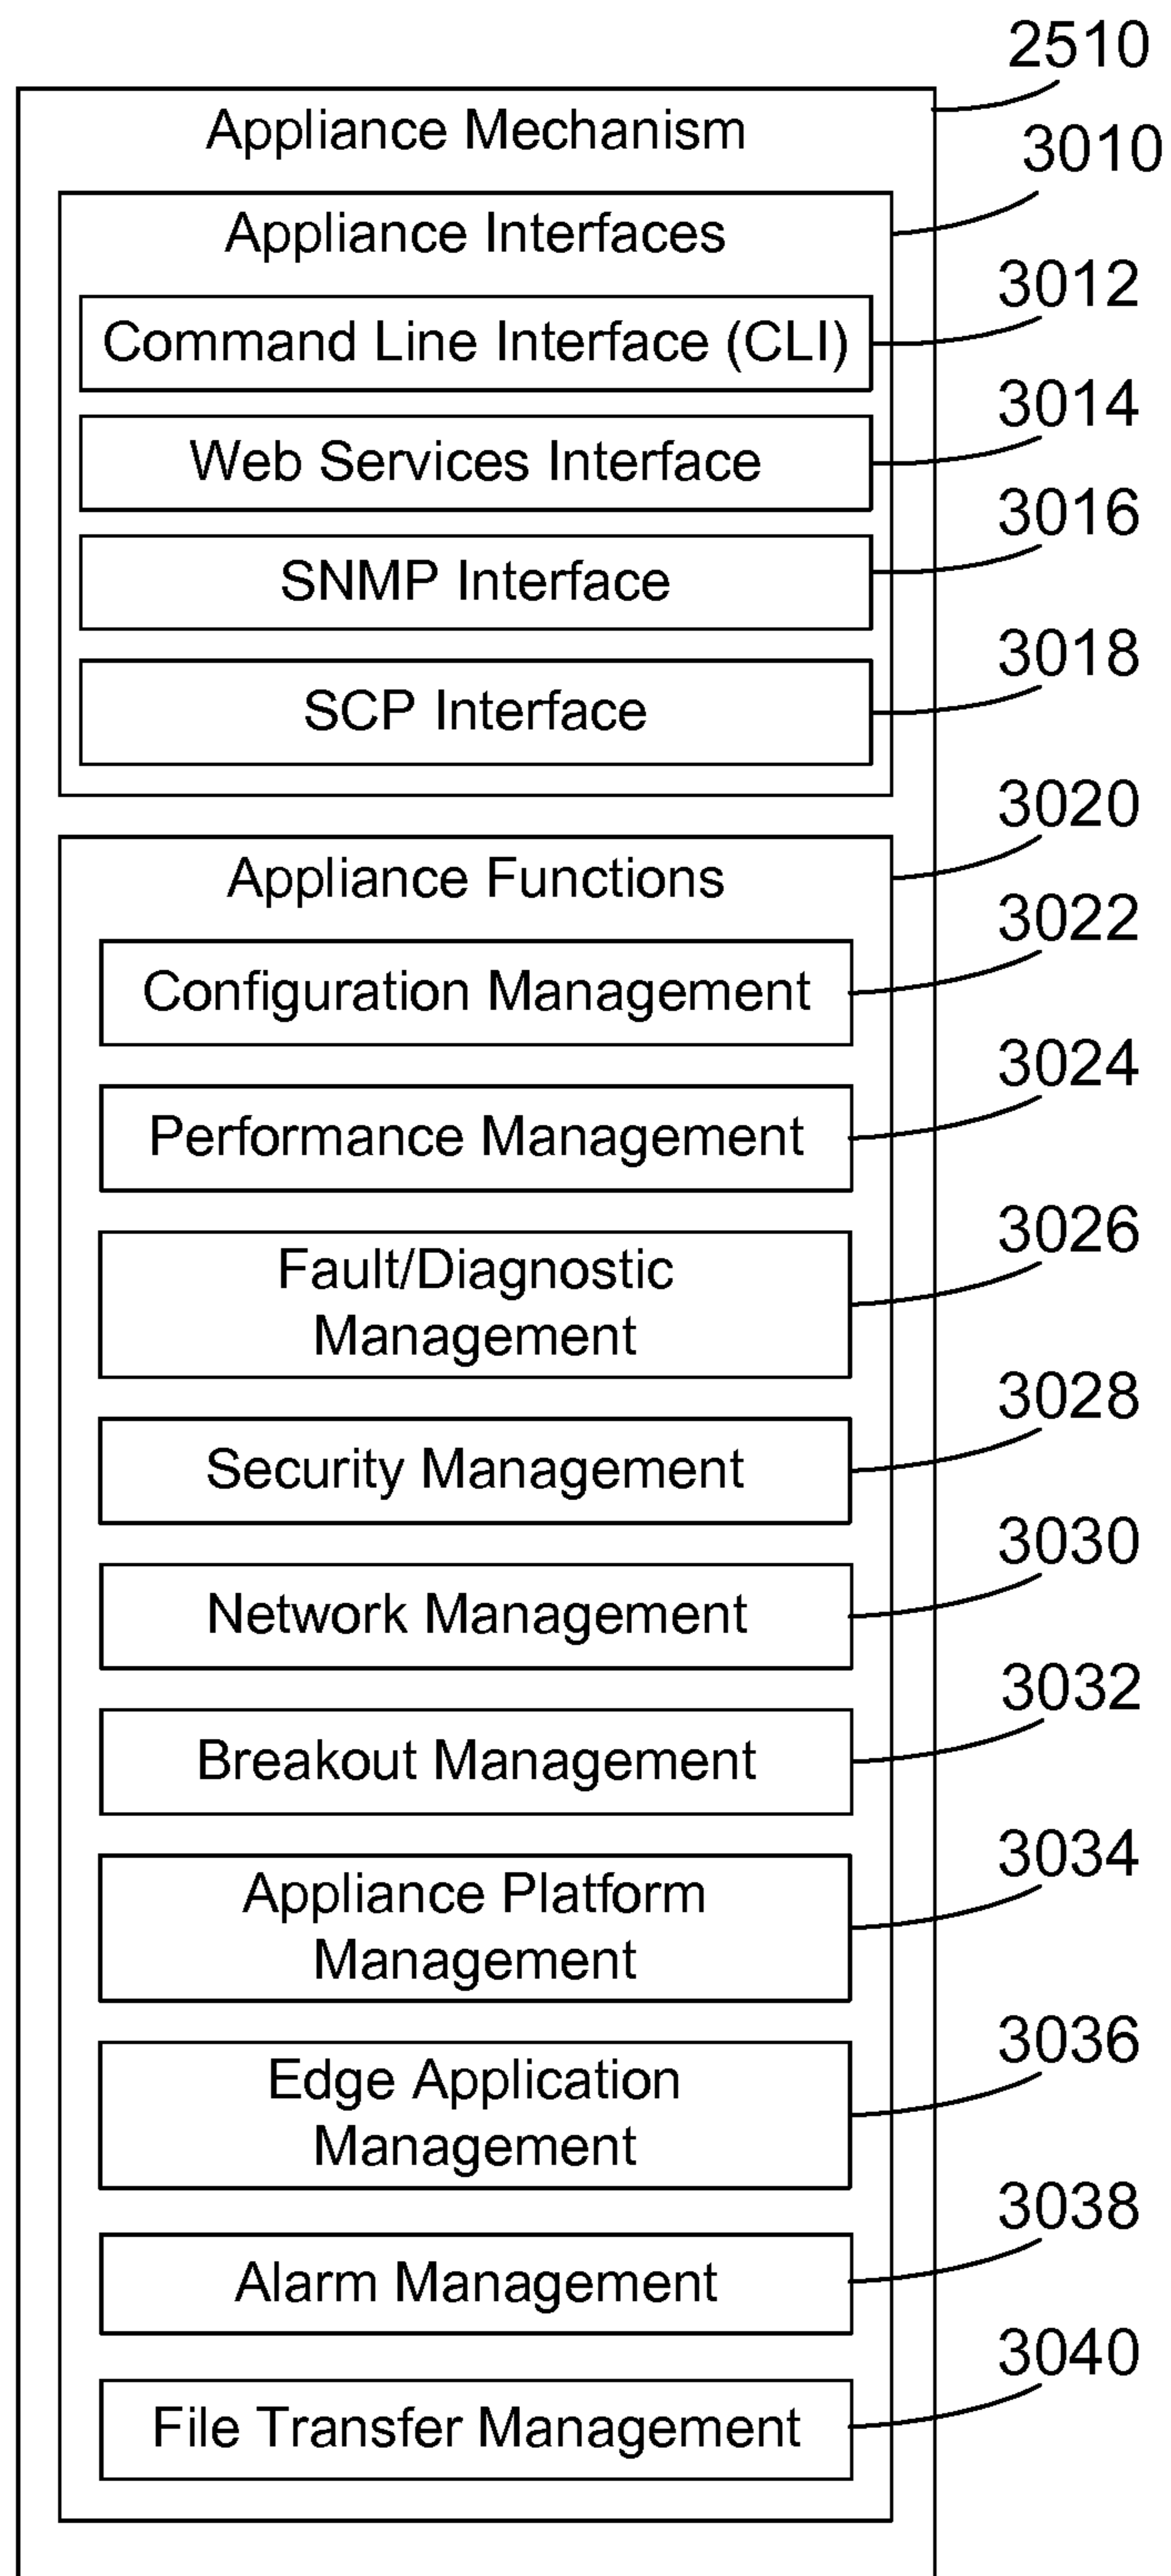 2510
Appliance Mechanism
3010
Appliance Interfaces
3012
Command Line Interface (CLI)
3014
Web Services Interface
3016
SNMP Interface
3018
SCP Interface
3020
Appliance Functions
3022
Configuration Management
3024
Performance Management
3026
Fault/Diagnostic
Management
3028
Security Management
3030
Network Management
3032
Breakout Management
3034
Appliance Platform
Management
3036
Edge Application
Management
3038
Alarm Management
3040
File Transfer Management